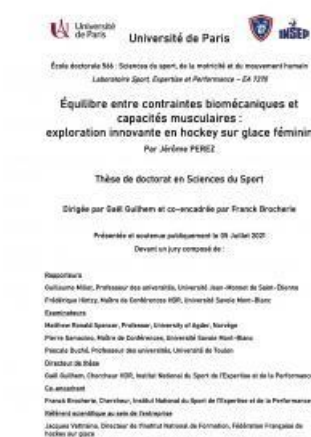 Université
de Paris
Université de Paris
INSEP
École doctorale 566 : Sciences du sport, de la motricité et du mouvement humain
Laboratoire Sport, Expertise et Performance – EA 7370
Équilibre entre contraintes biomécaniques et
capacités musculaires :
exploration innovante en hockey sur glace féminin
Par Jérôme PEREZ
Thèse de doctorat en Sciences du Sport
Dirigée par Gaël Guilhem et co-encadrée par Franck Brocherie
Présentée et soutenue publiquement le 05 Juillet 2021
Devant un jury composé de :
Rapporteurs
Guillaume Millet, Professeur des universités, Université Jean-Monnet de Saint-Étienne
Frédérique Hintzy, Maître de Conférences HDR, Université Savoie Mont-Blanc
Examinateurs
Matthew Ronald Spencer, Professor, University of Agder, Norvège
Pierre Samozino, Maître de Conférences, Université Savoie Mont-Blanc
Pascale Duché, Professeur des universités, Université de Toulon
Directeur de thèse
Gaël Guilhem, Chercheur HDR, Institut National du Sport de l'Expertise et de la Performance
Co-encadrant
Franck Brocherie, Chercheur, Institut National du Sport de l'Expertise et de la Performance
Référent scientifique au sein de l'entreprise
Jacques Vettraino, Directeur de l'Institut National de Formation, Fédération Française de
hockey sur glace